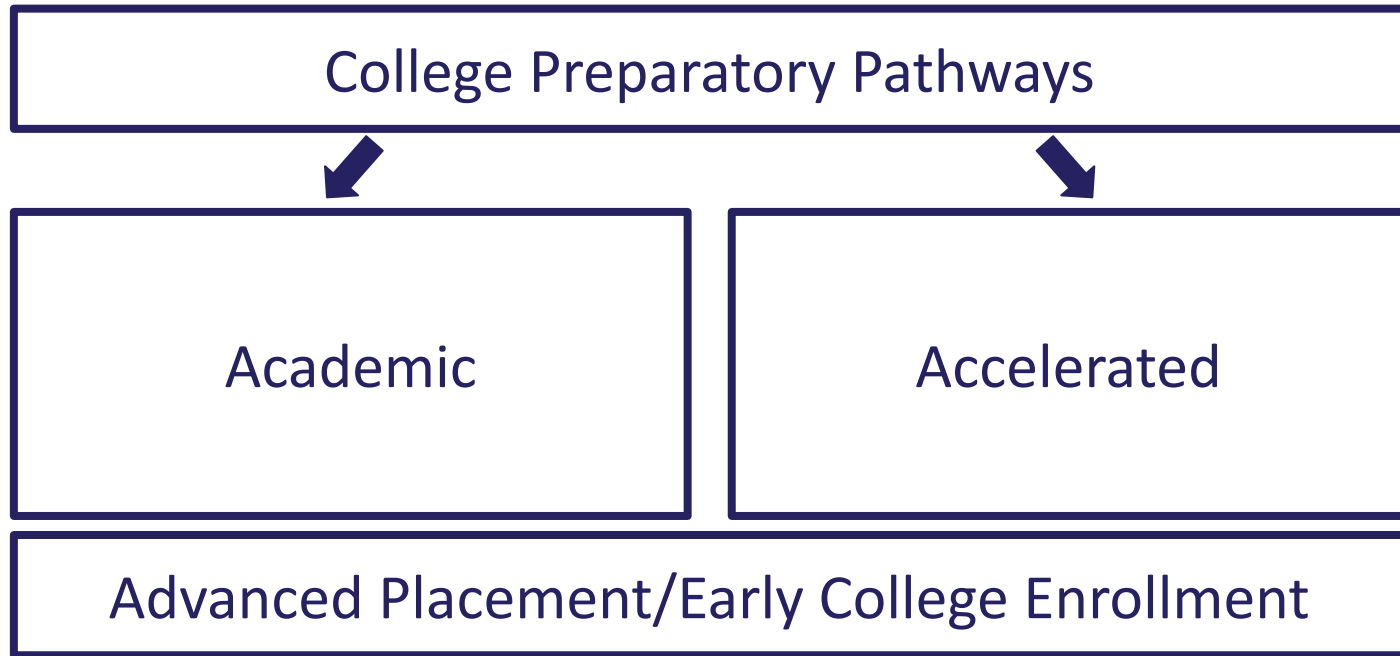 College Preparatory Pathways
Academic
Accelerated
Advanced Placement/Early College Enrollment